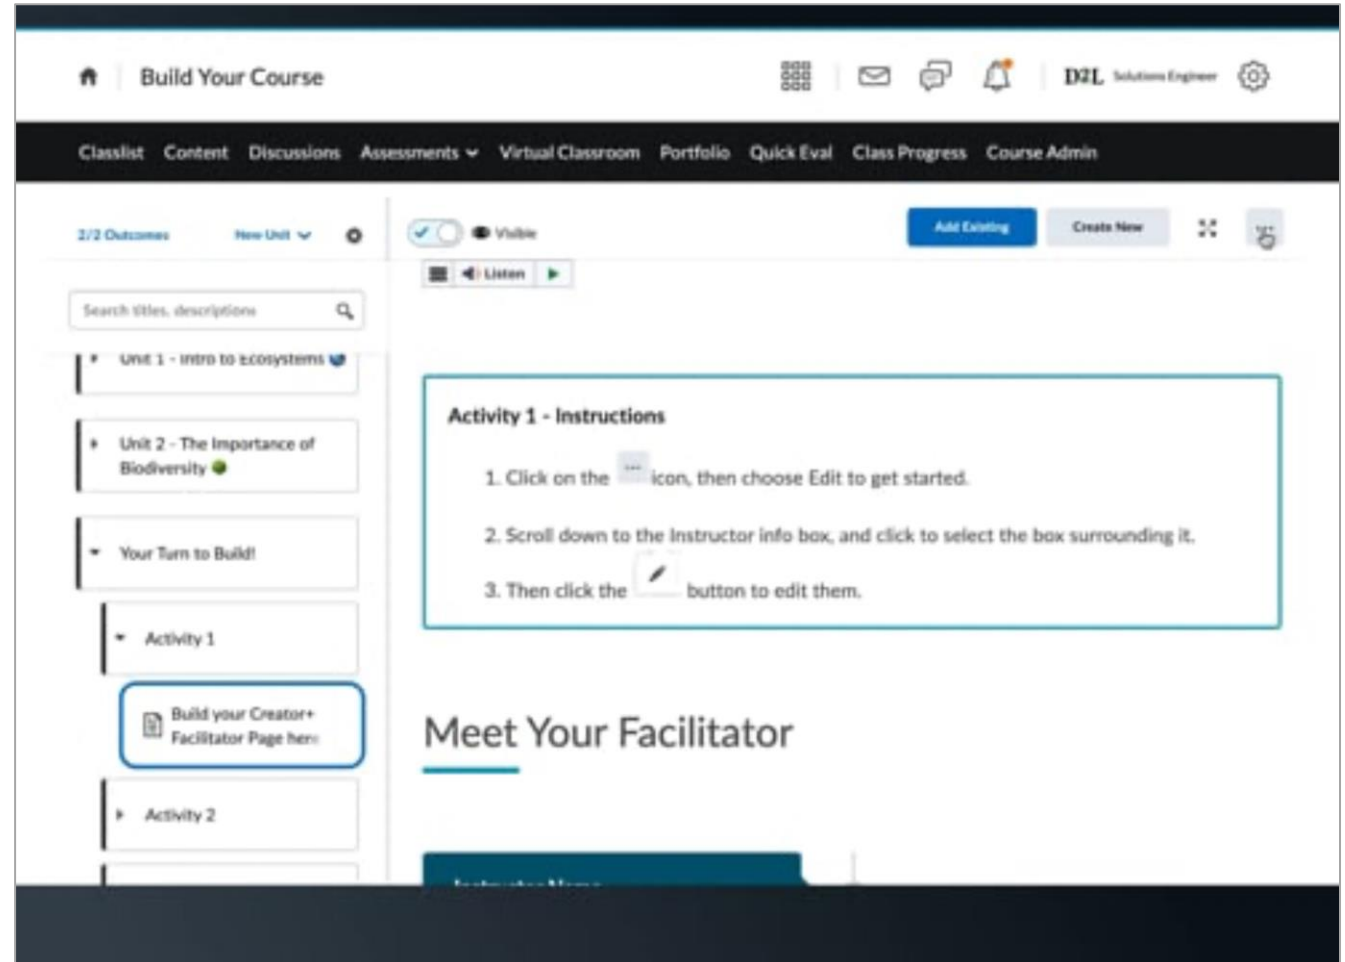 Build Your Course
D2L Solutions Engineer
Classlist Content Discussions Assessments Virtual Classroom Portfolio Quick Eval Class Progress Course Admin
2/2 Outcomes New Unit
Visible
Add Existing Create New
Listen
Search titles, descriptions
Unit 1 - Intro to Ecosystems
Unit 2 - The Importance of
Biodiversity
Your Turn to Build!
Activity 1
Build your Creator+
Facilitator Page here
Activity 2
Activity 1 - Instructions
1. Click on the ... icon, then choose Edit to get started.
2. Scroll down to the Instructor info box, and click to select the box surrounding it.
3. Then click the button to edit them.
Meet Your Facilitator
Instructor Name